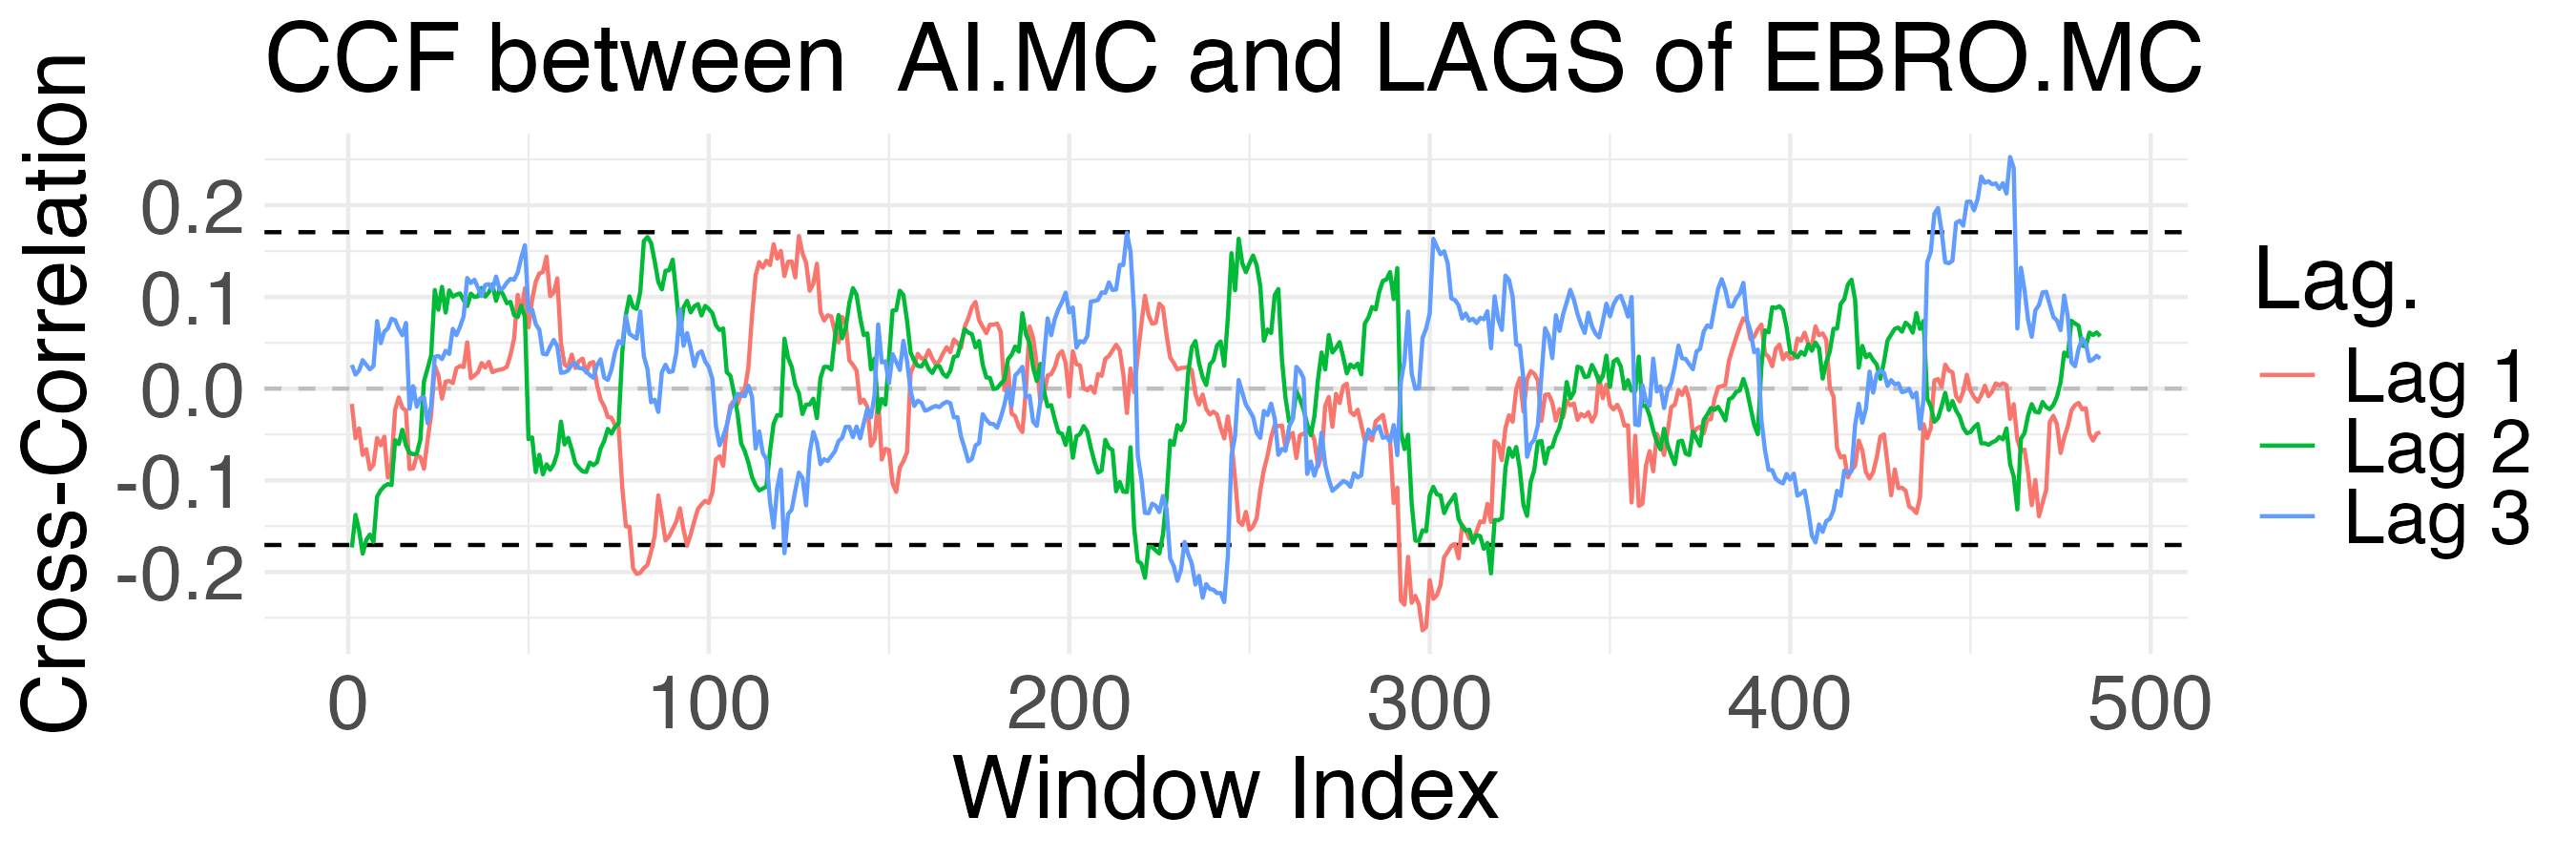 CCF between  AI.MC and LAGS of EBRO.MC
Cross-Correlation
0.2
0.1
0.0
-0.1
-0.2
0 100 200 300 400 500
Window Index
Lag.
Lag 1
Lag 2
Lag 3